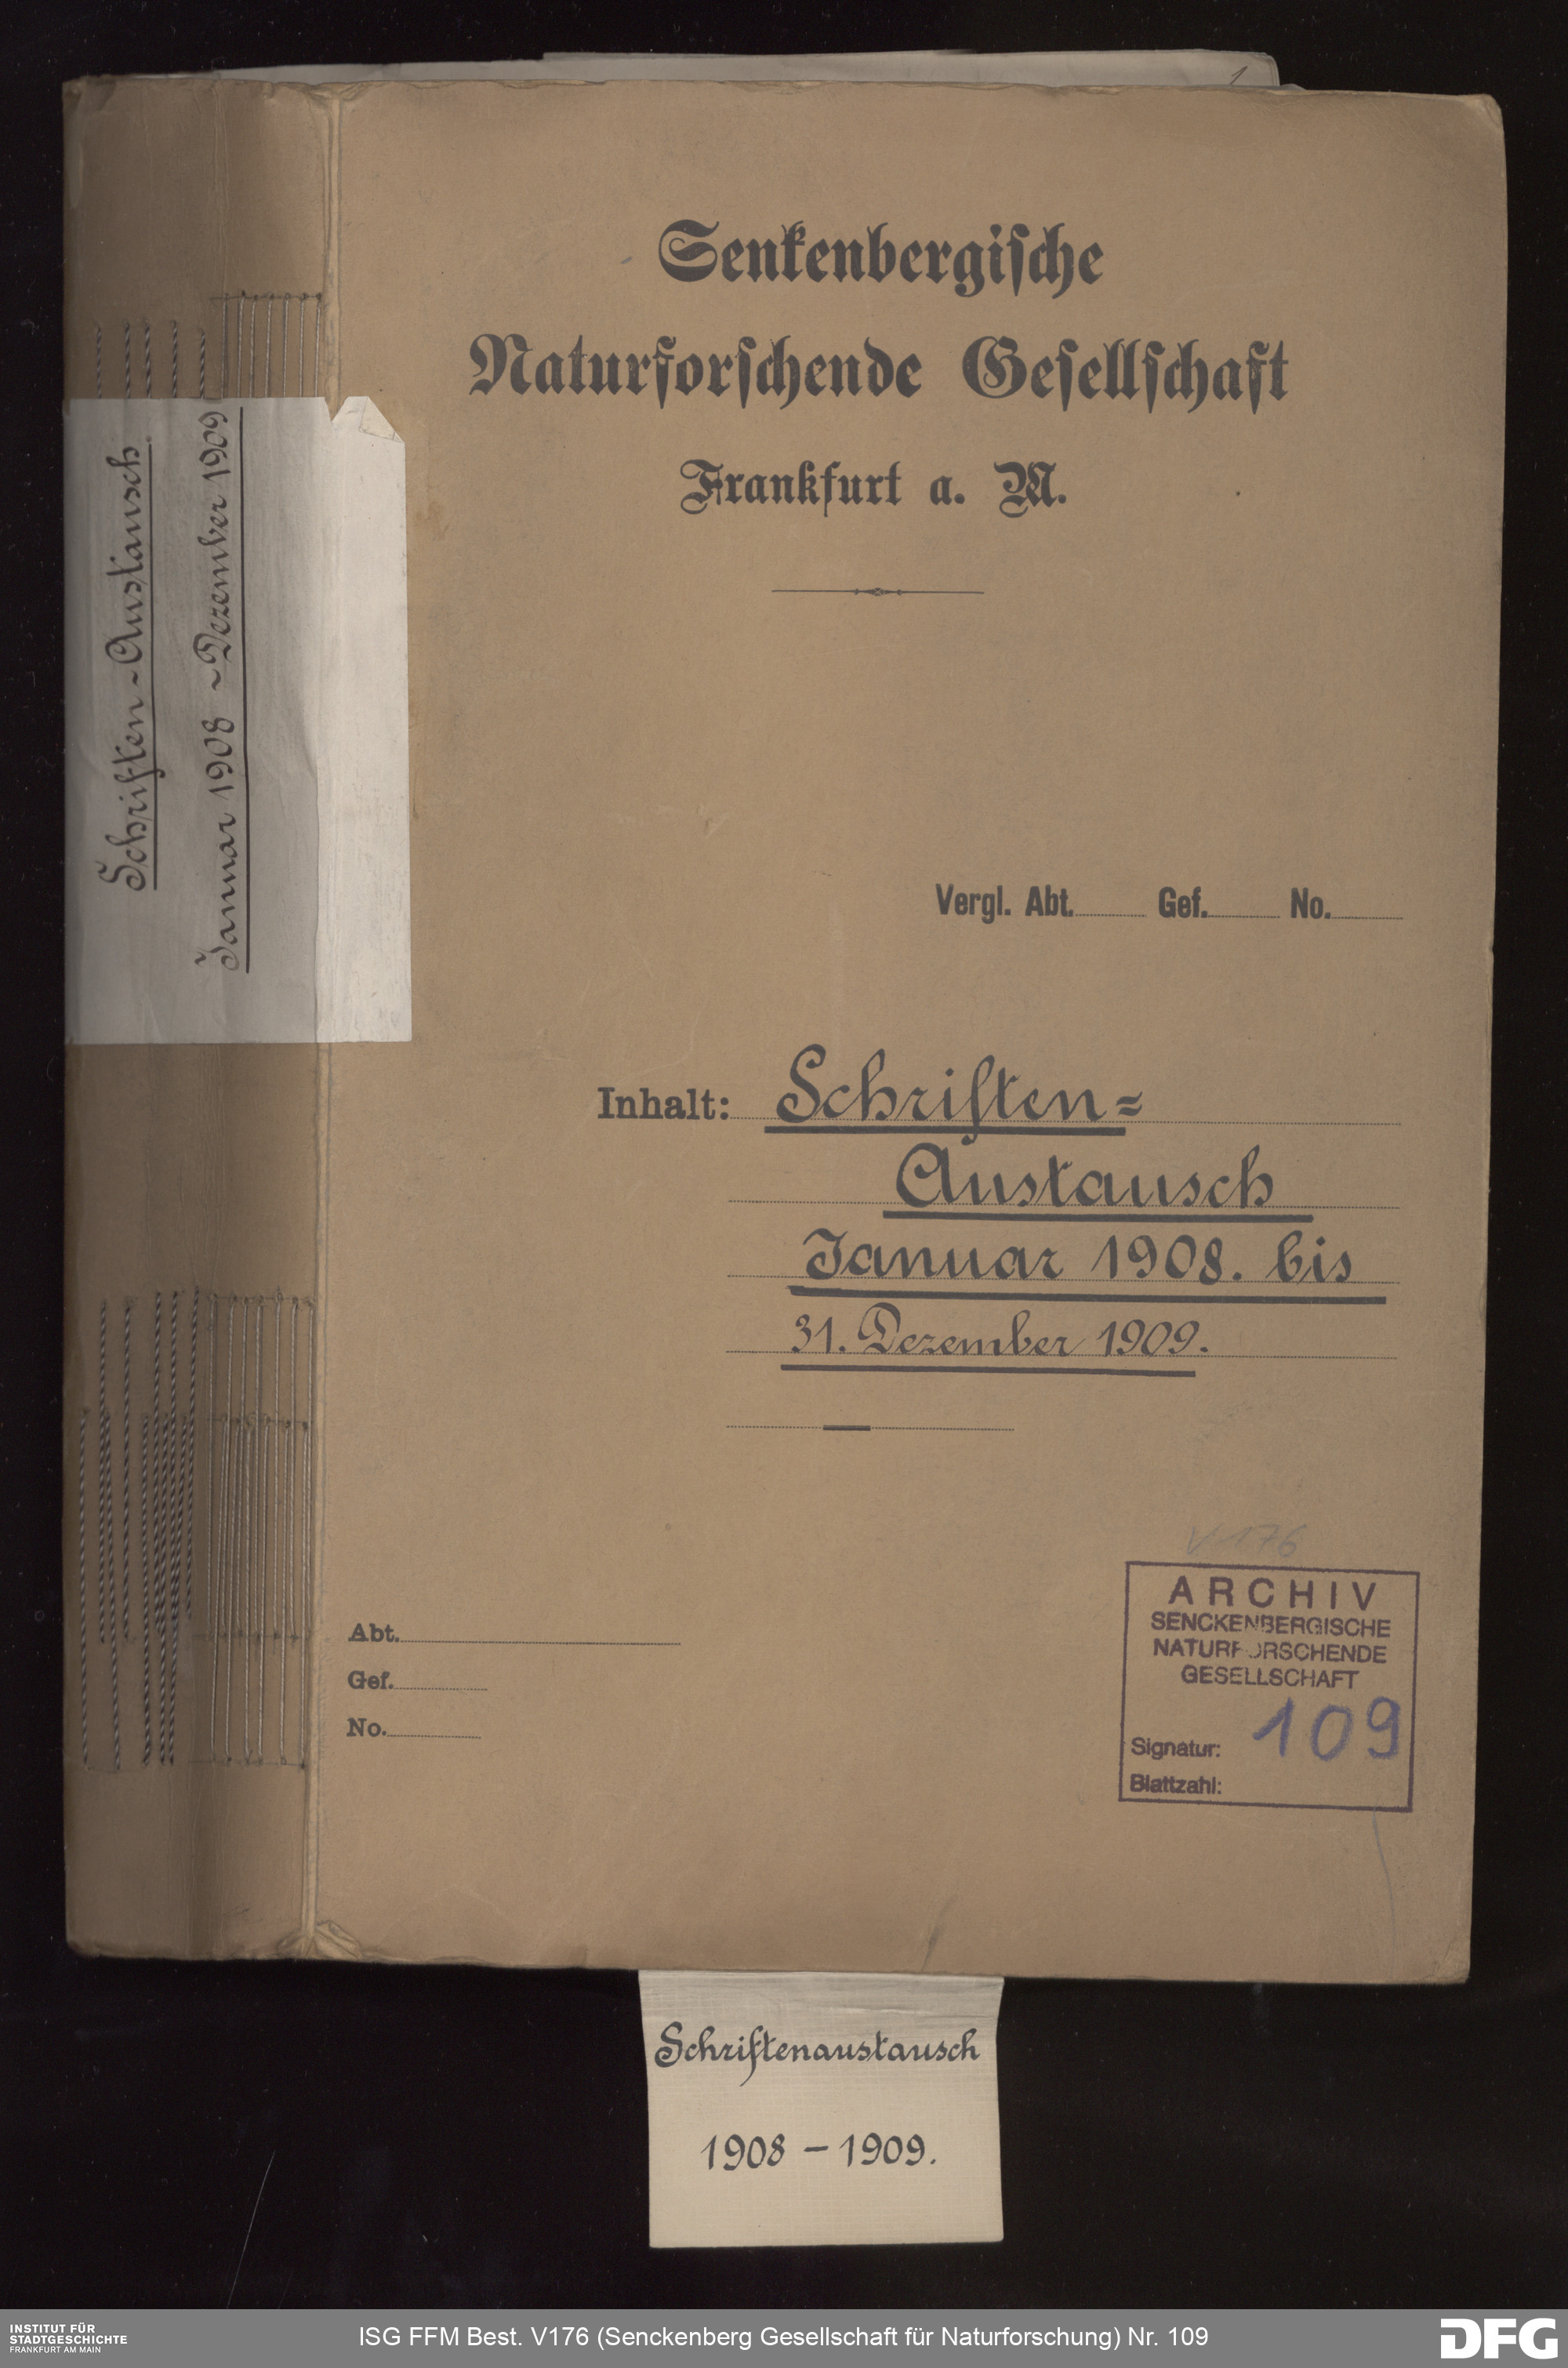 1
Senkenbergische
Naturforschende Gesellschaft
Frankfurt a. M.
Schriften-Austausch
Januar 1908 - Dezember 1909
Vergl. Abt. Gef. No.
Inhalt: Schriften=
Austausch
Januar 1908. bis
31. Dezember 1909.
V 176
ARCHIV
SENCKENBERGISCHE
NATURFORSCHENDE
GESELLSCHAFT
Signatur: 109
Blattzahl:
Abt.
Gef.
No.
Schriftenaustausch
1908 – 1909.
INSTITUT FÜR
STADTGESCHICHTE
FRANKFURT AM MAIN
ISG FFM Best. V176 (Senckenberg Gesellschaft für Naturforschung) Nr. 109
DFG